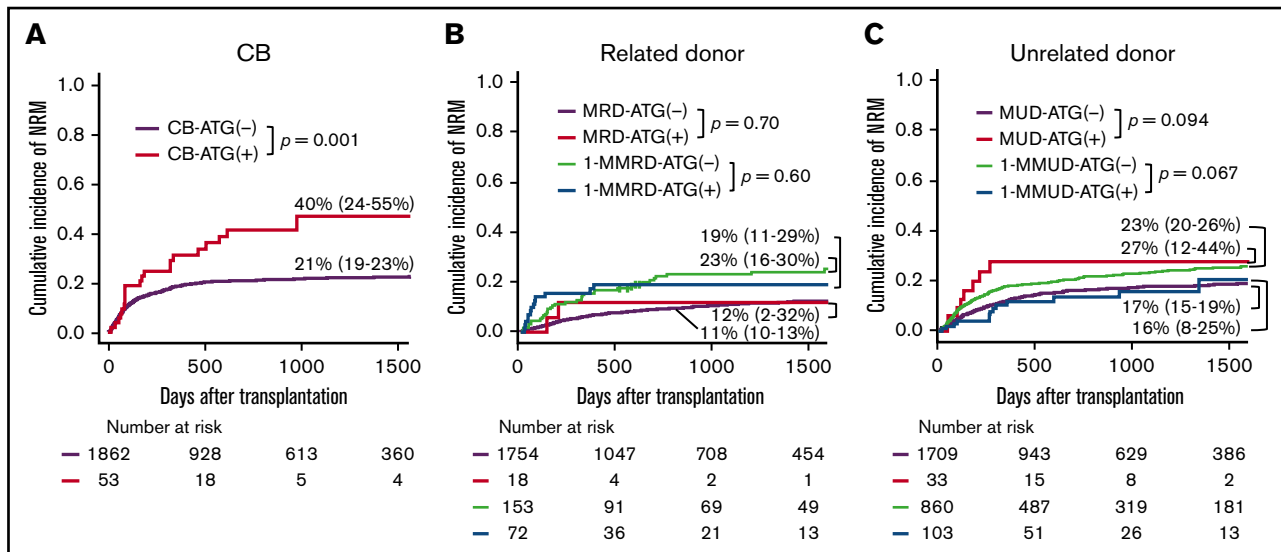 A
CB
Cumulative incidence of NRM
1.0
0.8
0.6
0.4
0.2
0.0
CB-ATG(−)
CB-ATG(+)
p = 0.001
40% (24-55%)
21% (19-23%)
0 500 1000 1500
Days after transplantation
Number at risk
1862 928 613 360
53 18 5 4
B
Related donor
Cumulative incidence of NRM
1.0
0.8
0.6
0.4
0.2
0.0
MRD-ATG(−)
MRD-ATG(+)
p = 0.70
1-MMRD-ATG(−)
1-MMRD-ATG(+)
p = 0.60
19% (11-29%)
23% (16-30%)
12% (2-32%)
11% (10-13%)
0 500 1000 1500
Days after transplantation
Number at risk
1754 1047 708 454
18 4 2 1
153 91 69 49
72 36 21 13
C
Unrelated donor
Cumulative incidence of NRM
1.0
0.8
0.6
0.4
0.2
0.0
MUD-ATG(−)
MUD-ATG(+)
p = 0.094
1-MMUD-ATG(−)
1-MMUD-ATG(+)
p = 0.067
23% (20-26%)
27% (12-44%)
17% (15-19%)
16% (8-25%)
0 500 1000 1500
Days after transplantation
Number at risk
1709 943 629 386
33 15 8 2
860 487 319 181
103 51 26 13